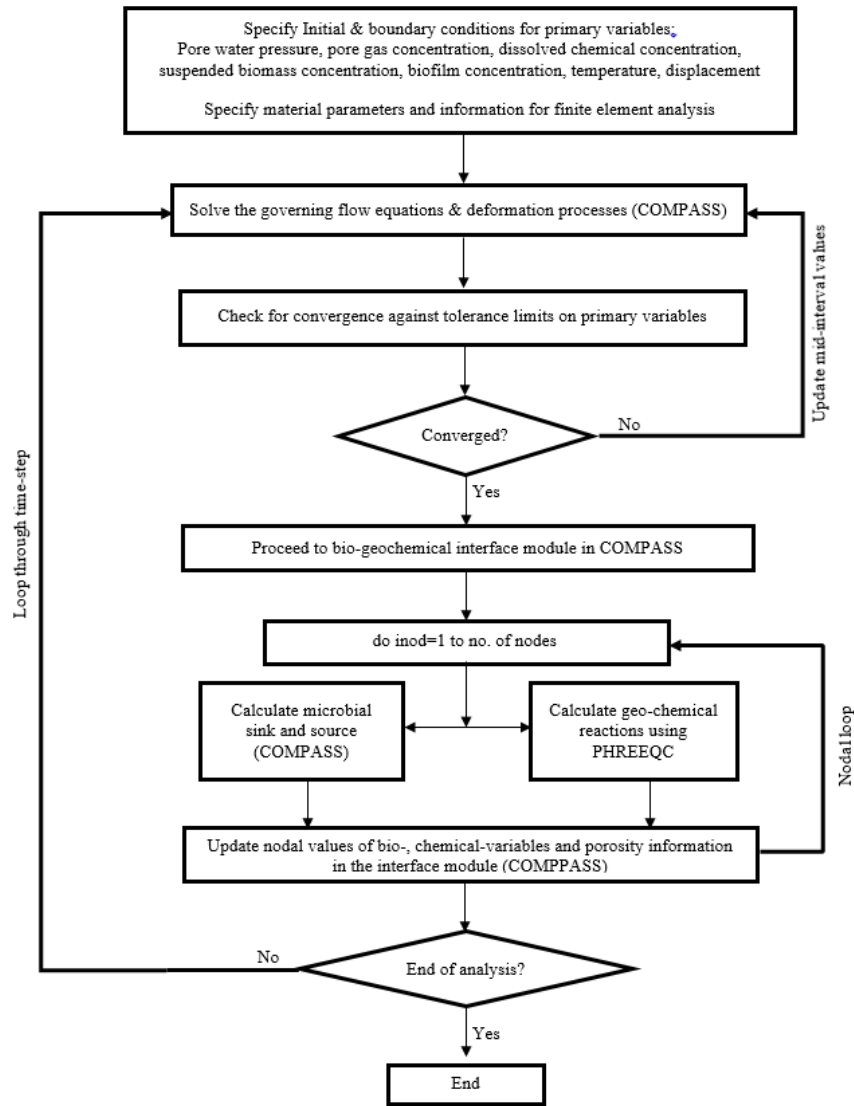 Specify Initial & boundary conditions for primary variables;
Pore water pressure, pore gas concentration, dissolved chemical concentration,
suspended biomass concentration, biofilm concentration, temperature, displacement
Specify material parameters and information for finite element analysis
Solve the governing flow equations & deformation processes (COMPASS)
Check for convergence against tolerance limits on primary variables
Update mid-interval values
Converged?
No
Yes
Loop through time-step
Proceed to bio-geochemical interface module in COMPASS
do inod=1 to no. of nodes
Calculate microbial
sink and source
(COMPASS)
Calculate geo-chemical
reactions using
PHREEQC
Nodal loop
Update nodal values of bio-, chemical-variables and porosity information
in the interface module (COMPPASS)
No
End of analysis?
Yes
End